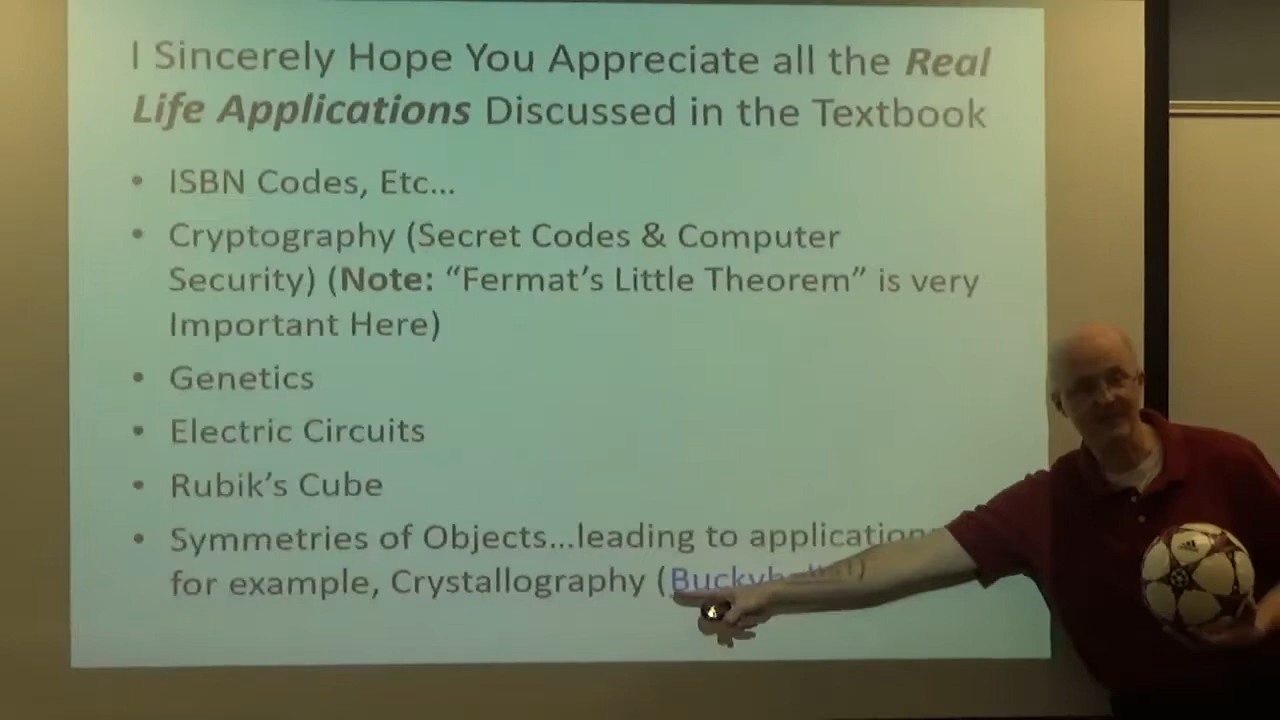 I Sincerely Hope You Appreciate all the Real
Life Applications Discussed in the Textbook
• ISBN Codes, Etc...
• Cryptography (Secret Codes & Computer
Security) (Note: “Fermat’s Little Theorem” is very
Important Here)
• Genetics
• Electric Circuits
• Rubik’s Cube
• Symmetries of Objects...leading to applications
for example, Crystallography (